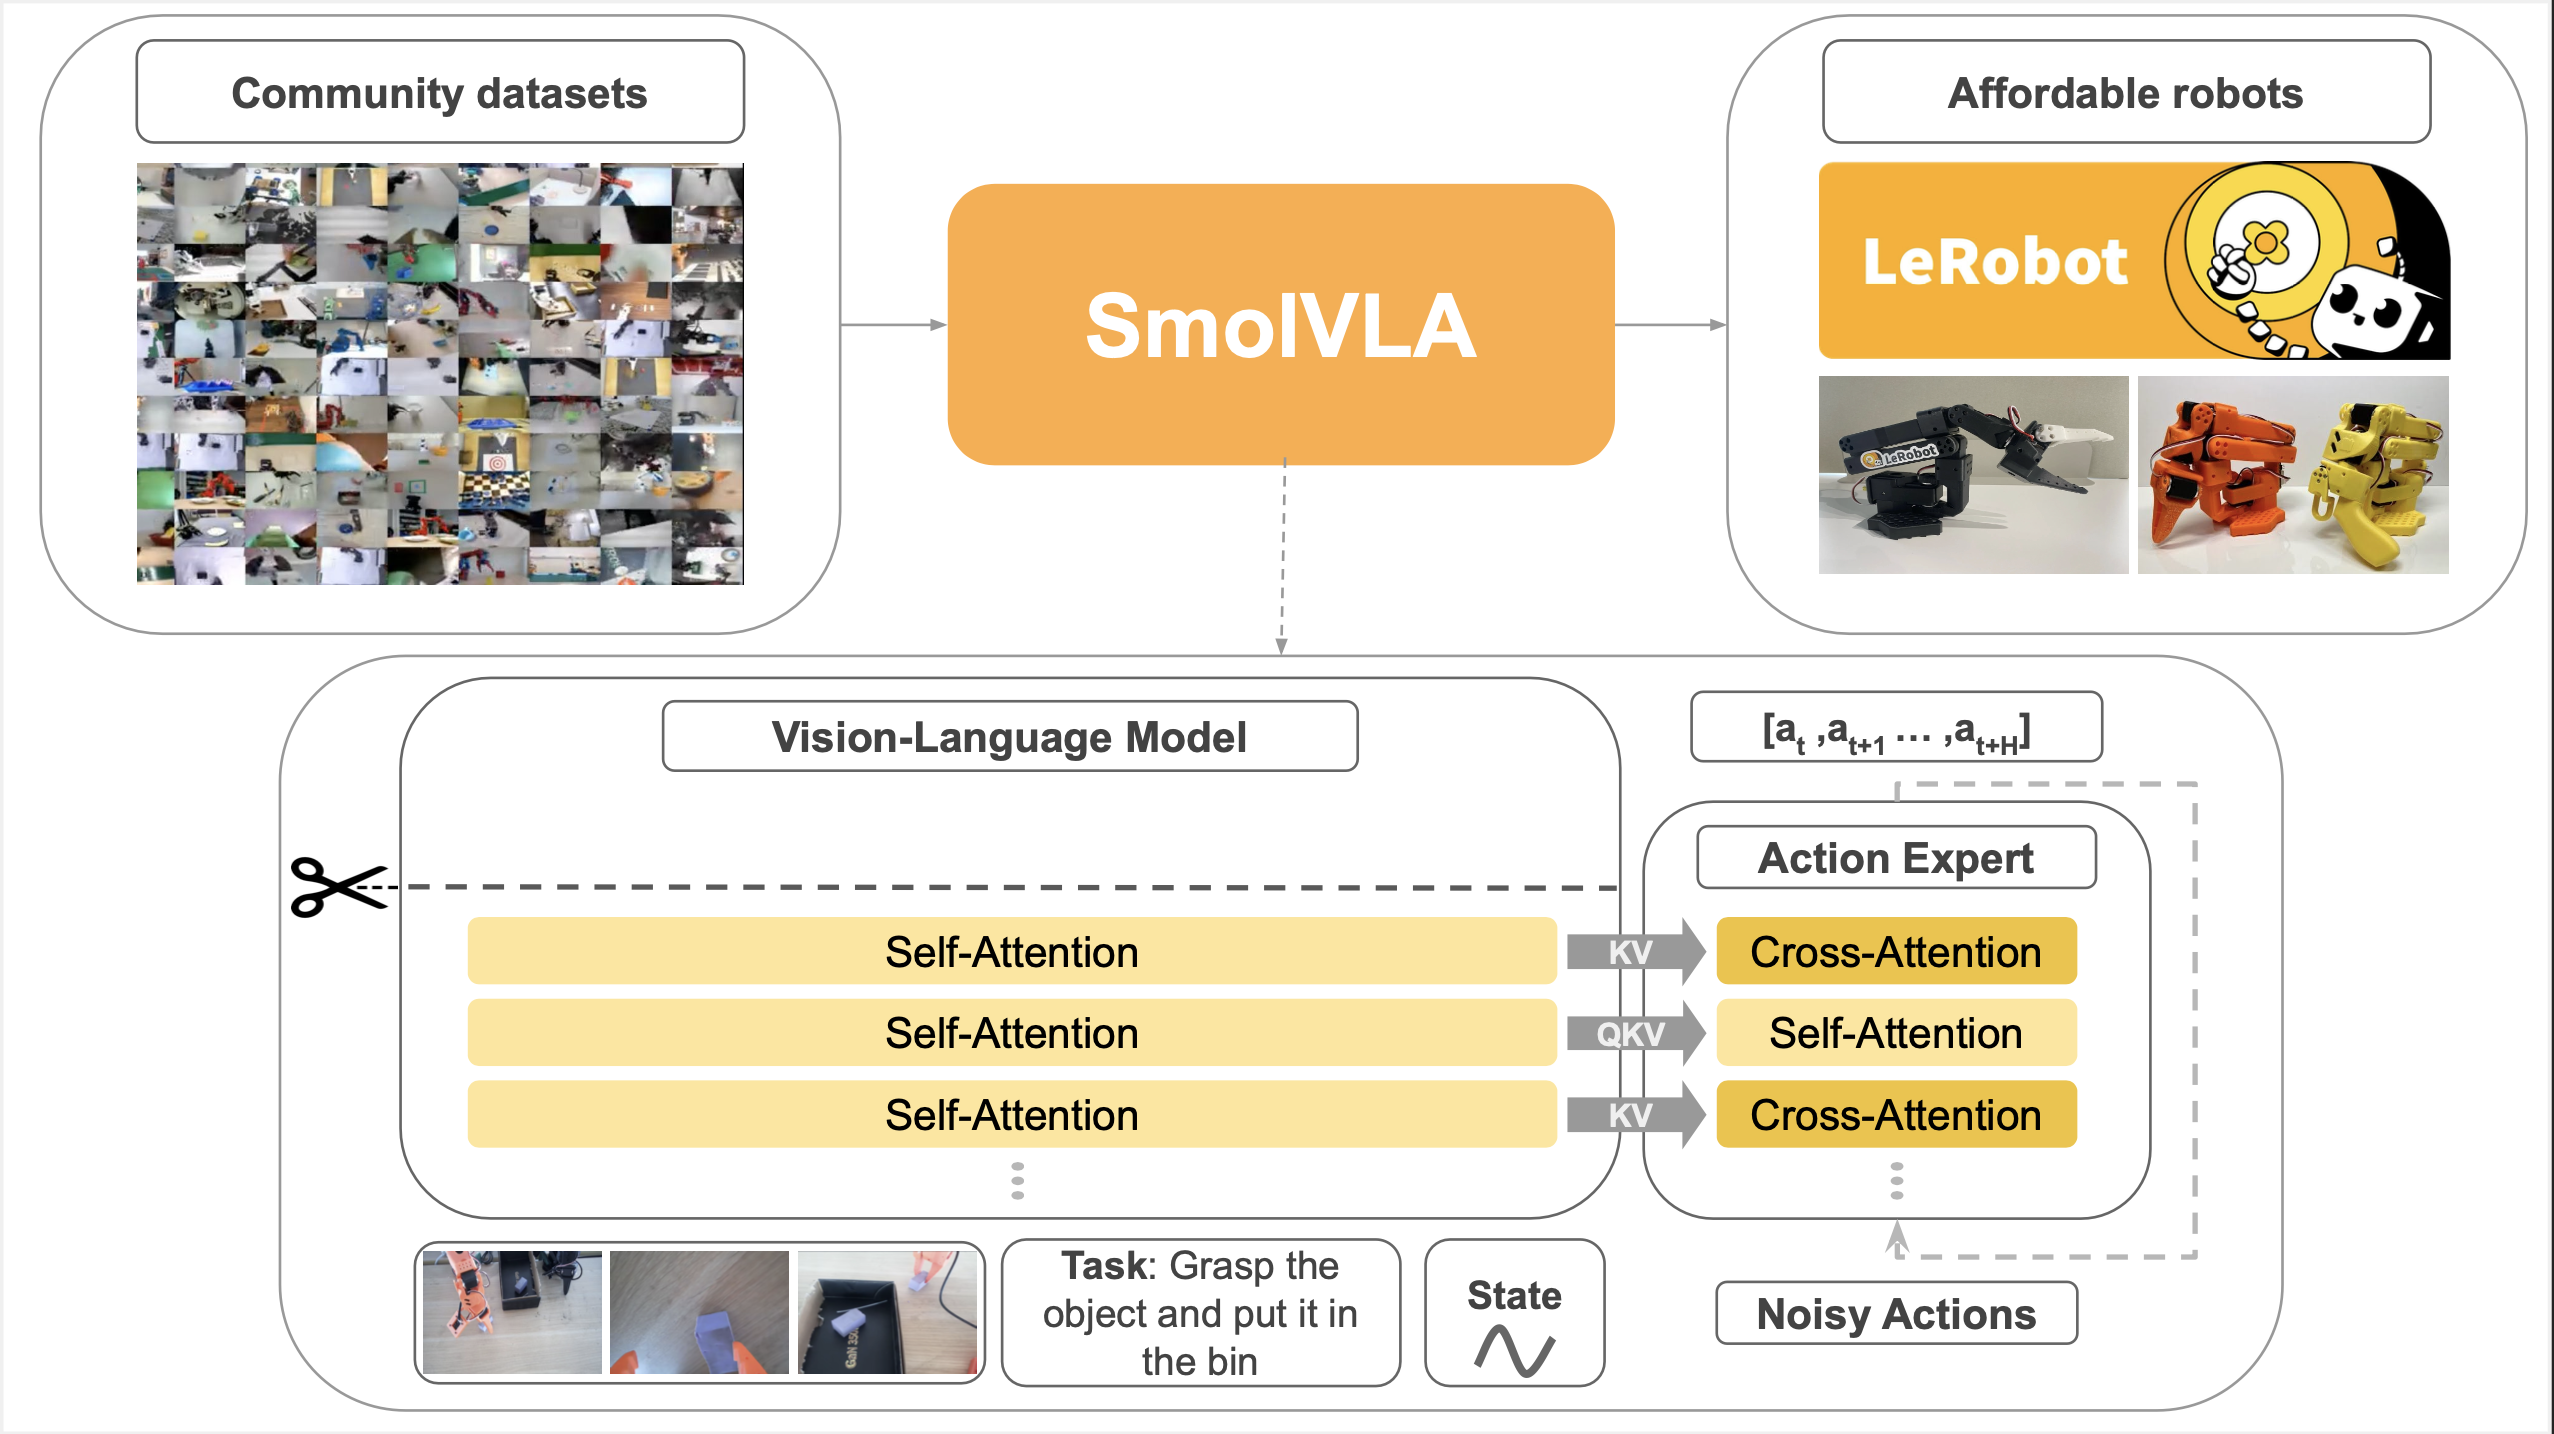 Community datasets
SmolVLA
Affordable robots
LeRobot
LeRobot
Vision-Language Model
[a_t ,a_{t+1} … ,a_{t+H}]
Action Expert
Self-Attention
KV
Cross-Attention
Self-Attention
QKV
Self-Attention
Self-Attention
KV
Cross-Attention
Task: Grasp the
object and put it in
the bin
State
Noisy Actions
GaN 35